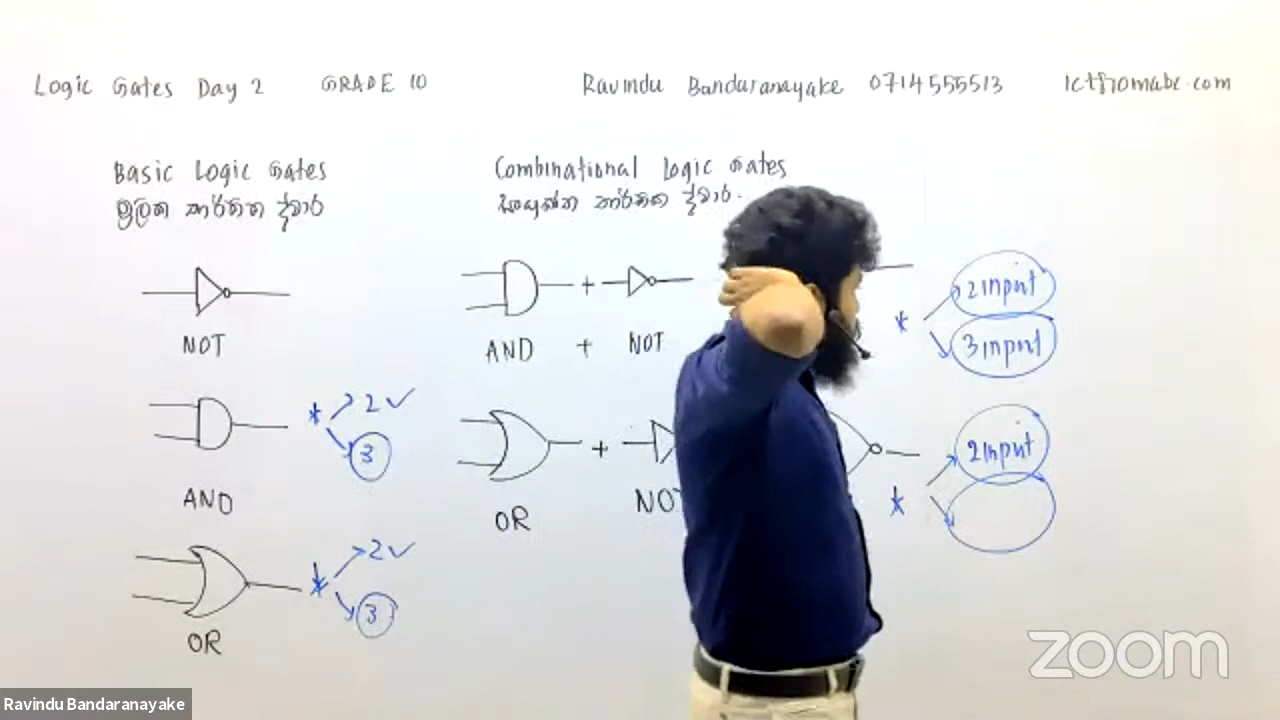 Logic Gates Day 2 GRADE 10 Ravindu Bandaranayake 0714555513 ictfromabc.com
Basic Logic Gates
මූලික තාර්කික ද්වාර
NOT
* 2 ✓
3
AND
* 2 ✓
3
OR
Combinational Logic Gates
සංයුක්ත තාර්කික ද්වාර.
+
AND + NOT
* 2 input
3 input
+
OR
* 2 input
zoom
Ravindu Bandaranayake